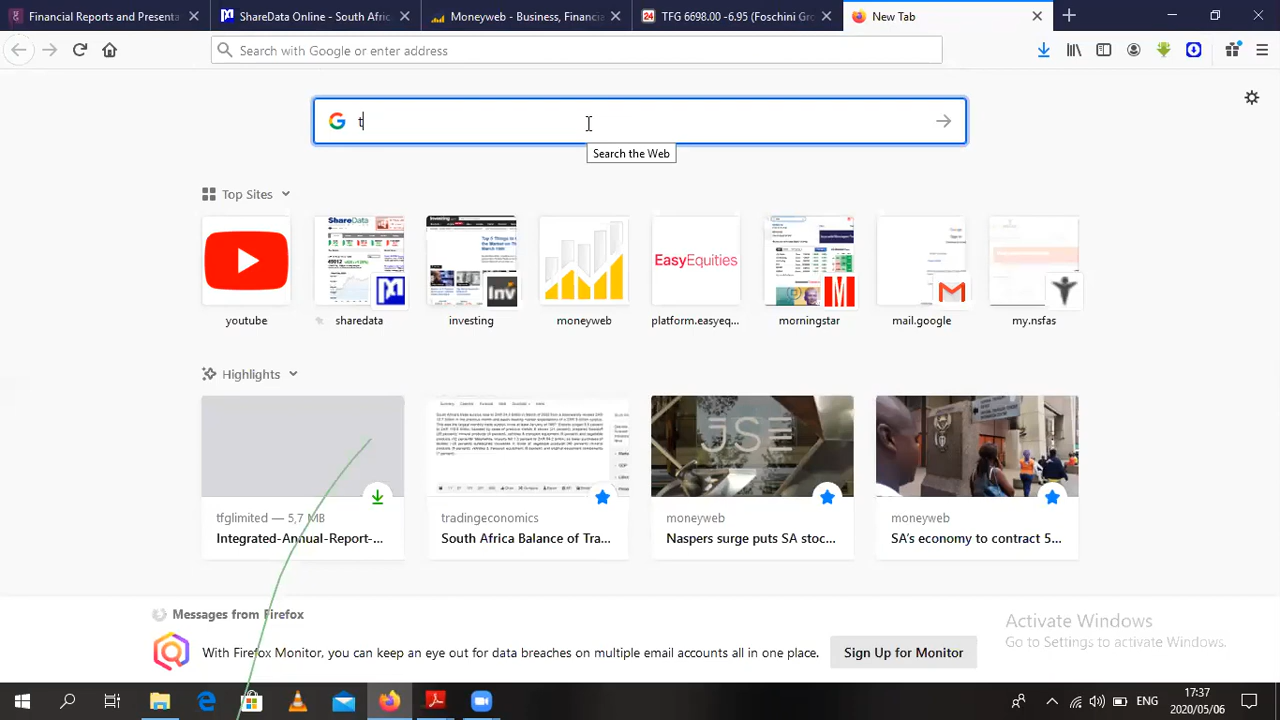 Financial Reports and Presenta
ShareData Online - South Afric
Moneyweb - Business, Financia
TFG 6698.00 -6.95 (Foschini Gro
New Tab
Search with Google or enter address
t
Search the Web
Top Sites
youtube
sharedata
investing
moneyweb
EasyEquities
platform.easyeq...
morningstar
mail.google
my.nsfas
Highlights
tfglimited — 5,7 MB
Integrated-Annual-Report-...
tradingeconomics
South Africa Balance of Tra...
moneyweb
Naspers surge puts SA stoc...
moneyweb
SA's economy to contract 5...
Messages from Firefox
With Firefox Monitor, you can keep an eye out for data breaches on multiple email accounts all in one place.
Sign Up for Monitor
Activate Windows
Go to Settings to activate Windows.
ENG
17:37
2020/05/06